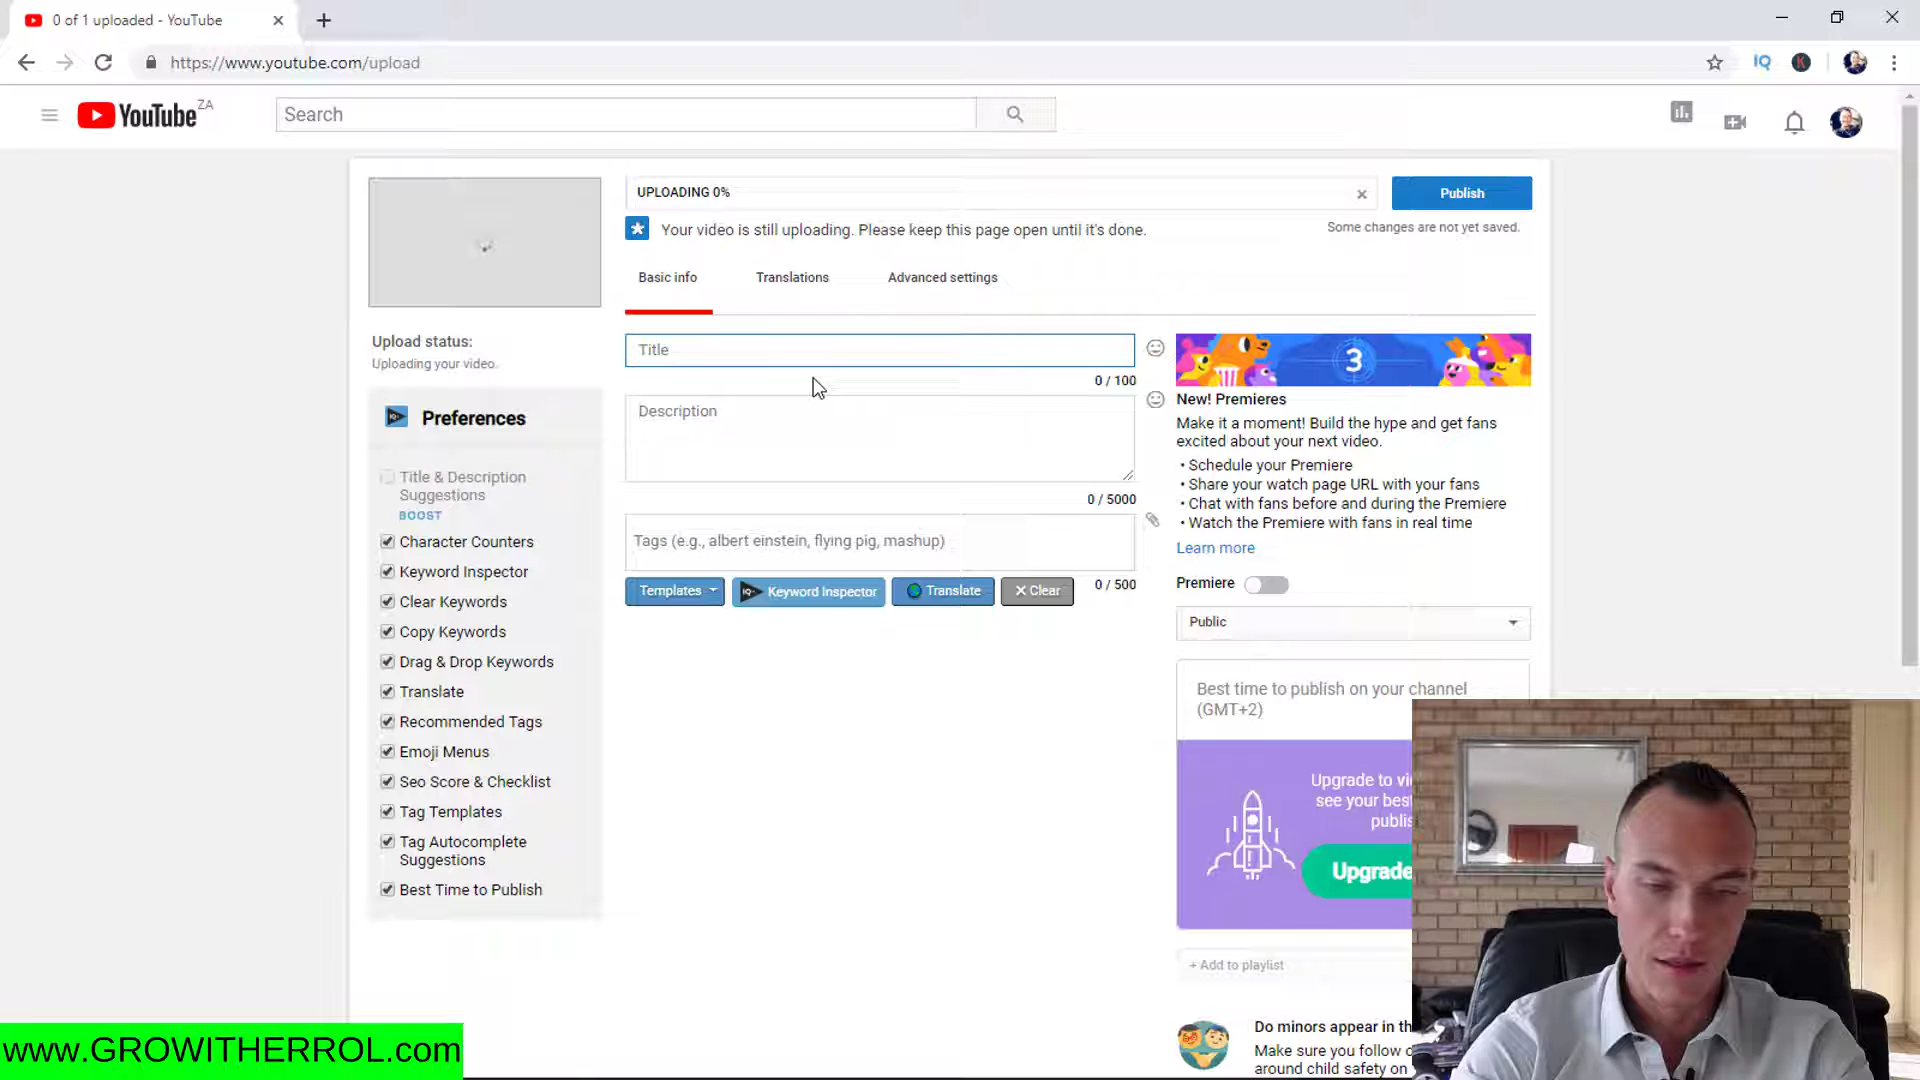 0 of 1 uploaded - YouTube
https://www.youtube.com/upload
IQ
K
YouTube ZA
Search
UPLOADING 0%
Publish
Your video is still uploading. Please keep this page open until it's done.
Some changes are not yet saved.
Basic info
Translations
Advanced settings
Upload status:
Uploading your video.
Title
0 / 100
Description
0 / 5000
Tags (e.g., albert einstein, flying pig, mashup)
Templates
IQ
Keyword Inspector
Translate
Clear
0 / 500
IQ
Preferences
Title & Description
Suggestions
BOOST
Character Counters
Keyword Inspector
Clear Keywords
Copy Keywords
Drag & Drop Keywords
Translate
Recommended Tags
Emoji Menus
Seo Score & Checklist
Tag Templates
Tag Autocomplete
Suggestions
Best Time to Publish
3
New! Premieres
Make it a moment! Build the hype and get fans
excited about your next video.
• Schedule your Premiere
• Share your watch page URL with your fans
• Chat with fans before and during the Premiere
• Watch the Premiere with fans in real time
Learn more
Premiere
Public
Best time to publish on your channel
(GMT+2)
Upgrade to
see your best
Upgrade
+ Add to playlist
Do minors appear in th
Make sure you follow
around child safety on
www.GROWITHERROL.com